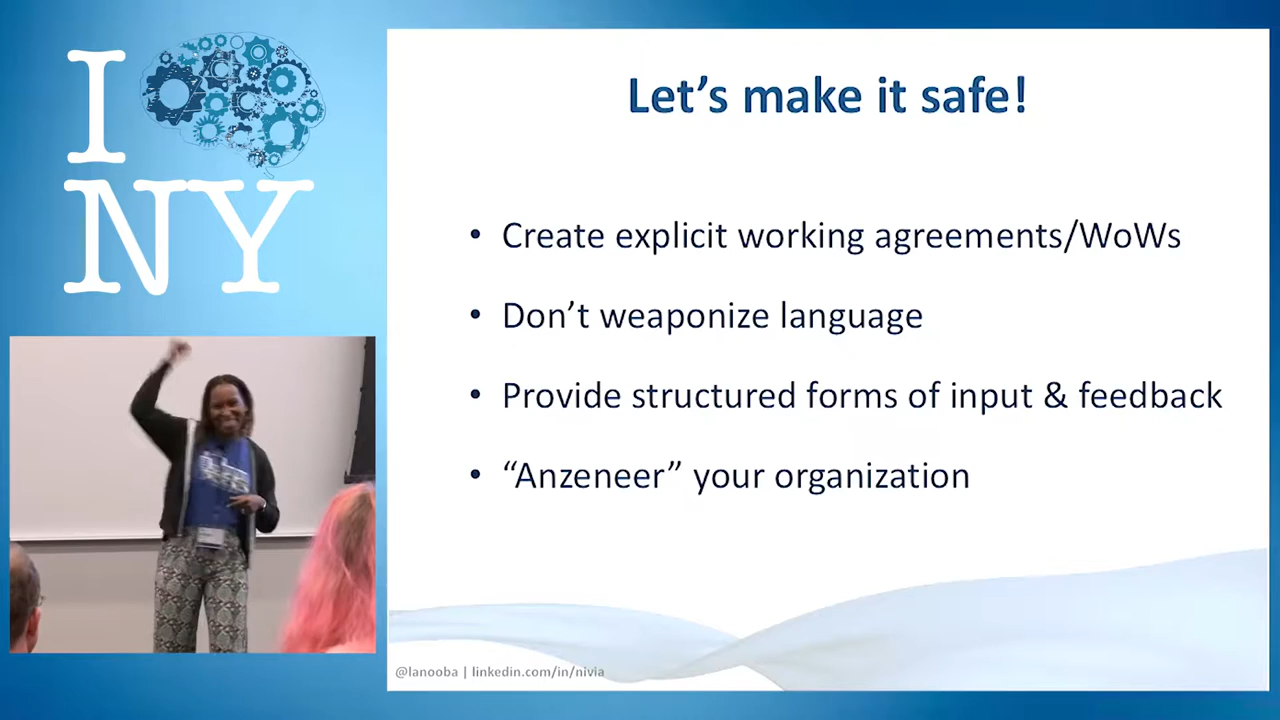 I
NY
Let's make it safe!
• Create explicit working agreements/WoWs
• Don't weaponize language
• Provide structured forms of input & feedback
• “Anzeneer” your organization
@lanooba | linkedin.com/in/nivia